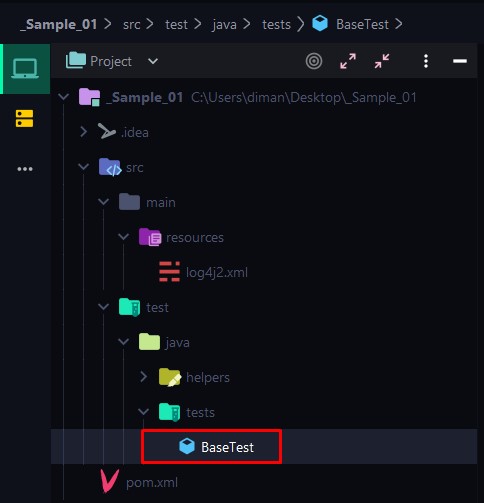 _Sample_01 > src > test > java > tests > BaseTest >
Project
_Sample_01 C:\Users\diman\Desktop\_Sample_01
.idea
src
main
resources
log4j2.xml
test
java
helpers
tests
BaseTest
pom.xml